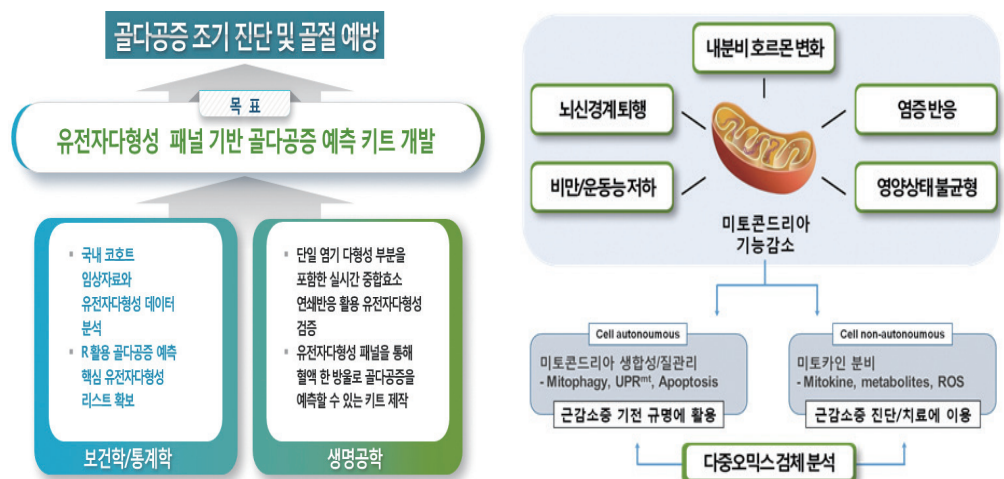 골다공증 조기 진단 및 골절 예방
목 표
유전자다형성 패널 기반 골다공증 예측 키트 개발
▪ 국내 코호트
임상자료와
유전자다형성 데이터
분석
▪ R 활용 골다공증 예측
핵심 유전자다형성
리스트 확보
보건학/통계학
▪ 단일 염기 다형성 부분을
포함한 실시간 중합효소
연쇄반응 활용 유전자다형성
검증
▪ 유전자다형성 패널을 통해
혈액 한 방울로 골다공증을
예측할 수 있는 키트 제작
생명공학
내분비 호르몬 변화
뇌신경계 퇴행
염증 반응
비만/운동능 저하
영양상태 불균형
미토콘드리아
기능감소
Cell autonoumous
미토콘드리아 생합성/질관리
- Mitophagy, UPRmt, Apoptosis
근감소증 기전 규명에 활용
Cell non-autonoumous
미토카인 분비
- Mitokine, metabolites, ROS
근감소증 진단/치료에 이용
다중오믹스 검체 분석